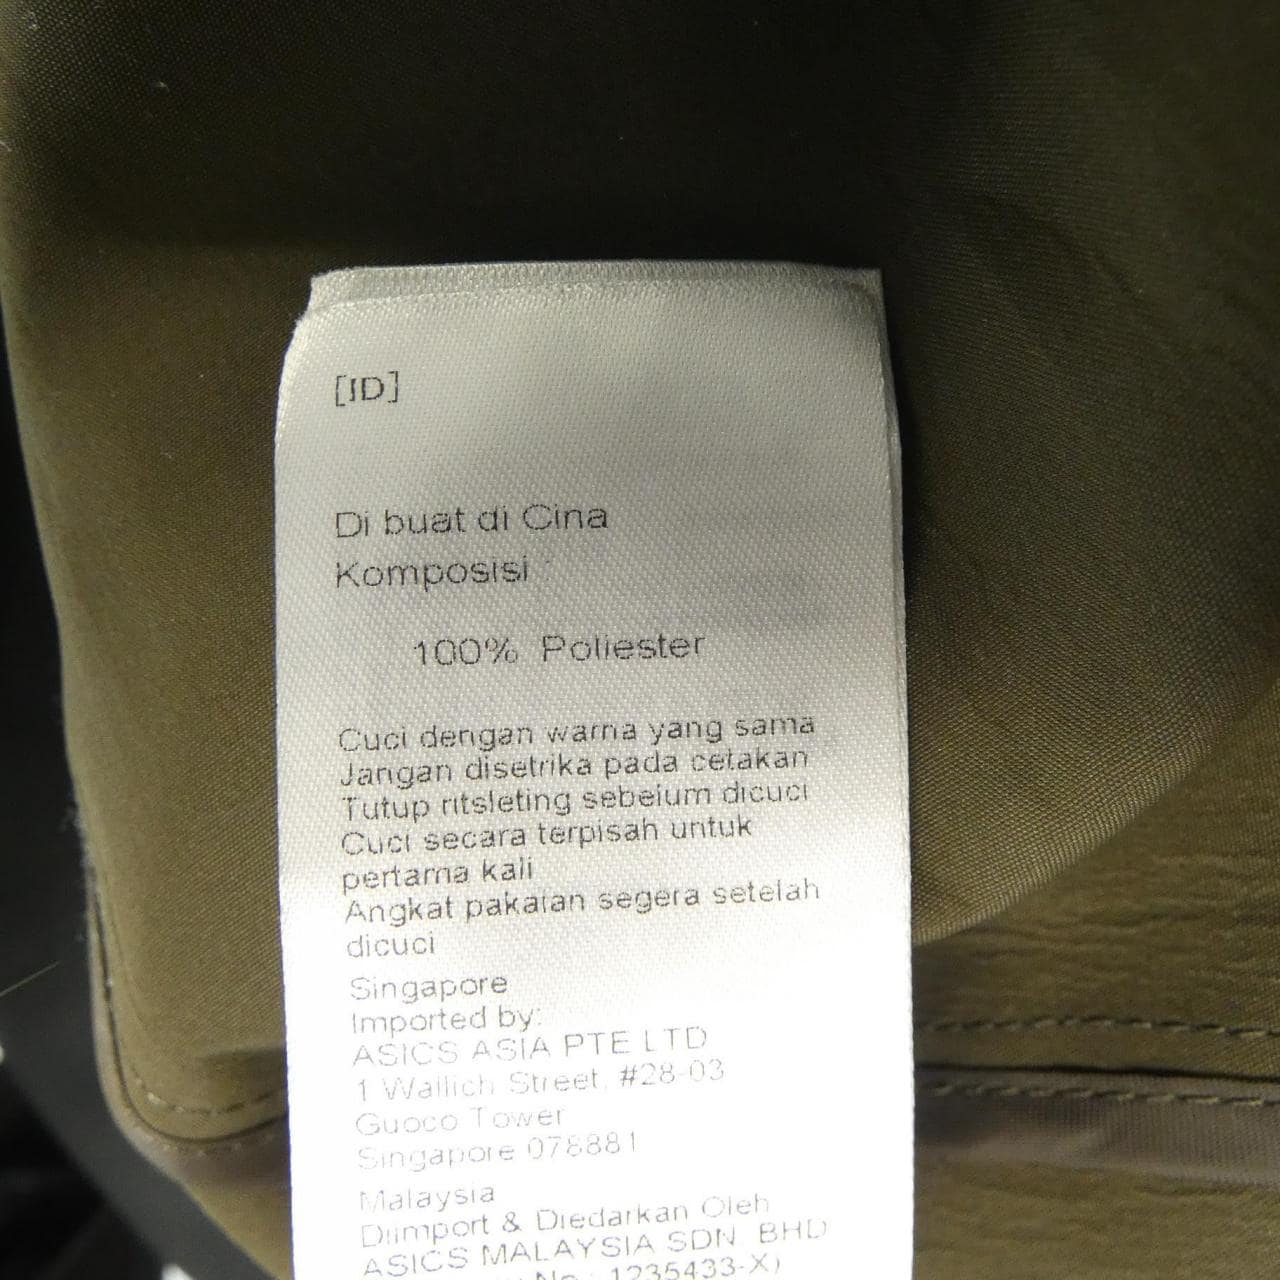 [ID]
Di buat di Cina
Komposisi :
100% Poliester
Cuci dengan warna yang sama
Jangan disetrika pada cetakan
Tutup ritsleting sebelum dicuci
Cuci secara terpisah untuk
pertama kali
Angkat pakaian segera setelah
dicuci
Singapore
Imported by:
ASICS ASIA PTE LTD
1 Wallich Street, #28-03
Guoco Tower
Singapore 078881
Malaysia
Diimport & Diedarkan Oleh
ASICS MALAYSIA SDN. BHD
No.: 1235433-X)